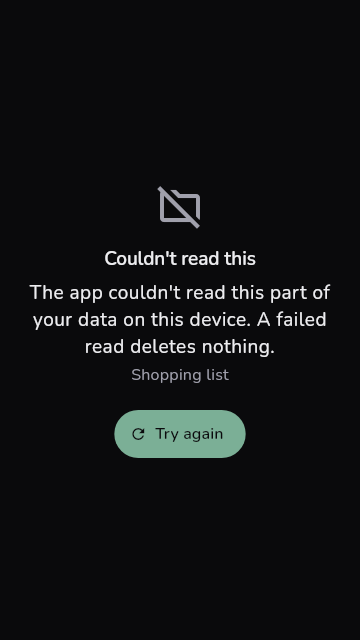 Couldn't read this
The app couldn't read this part of
your data on this device. A failed
read deletes nothing.
Shopping list
Try again